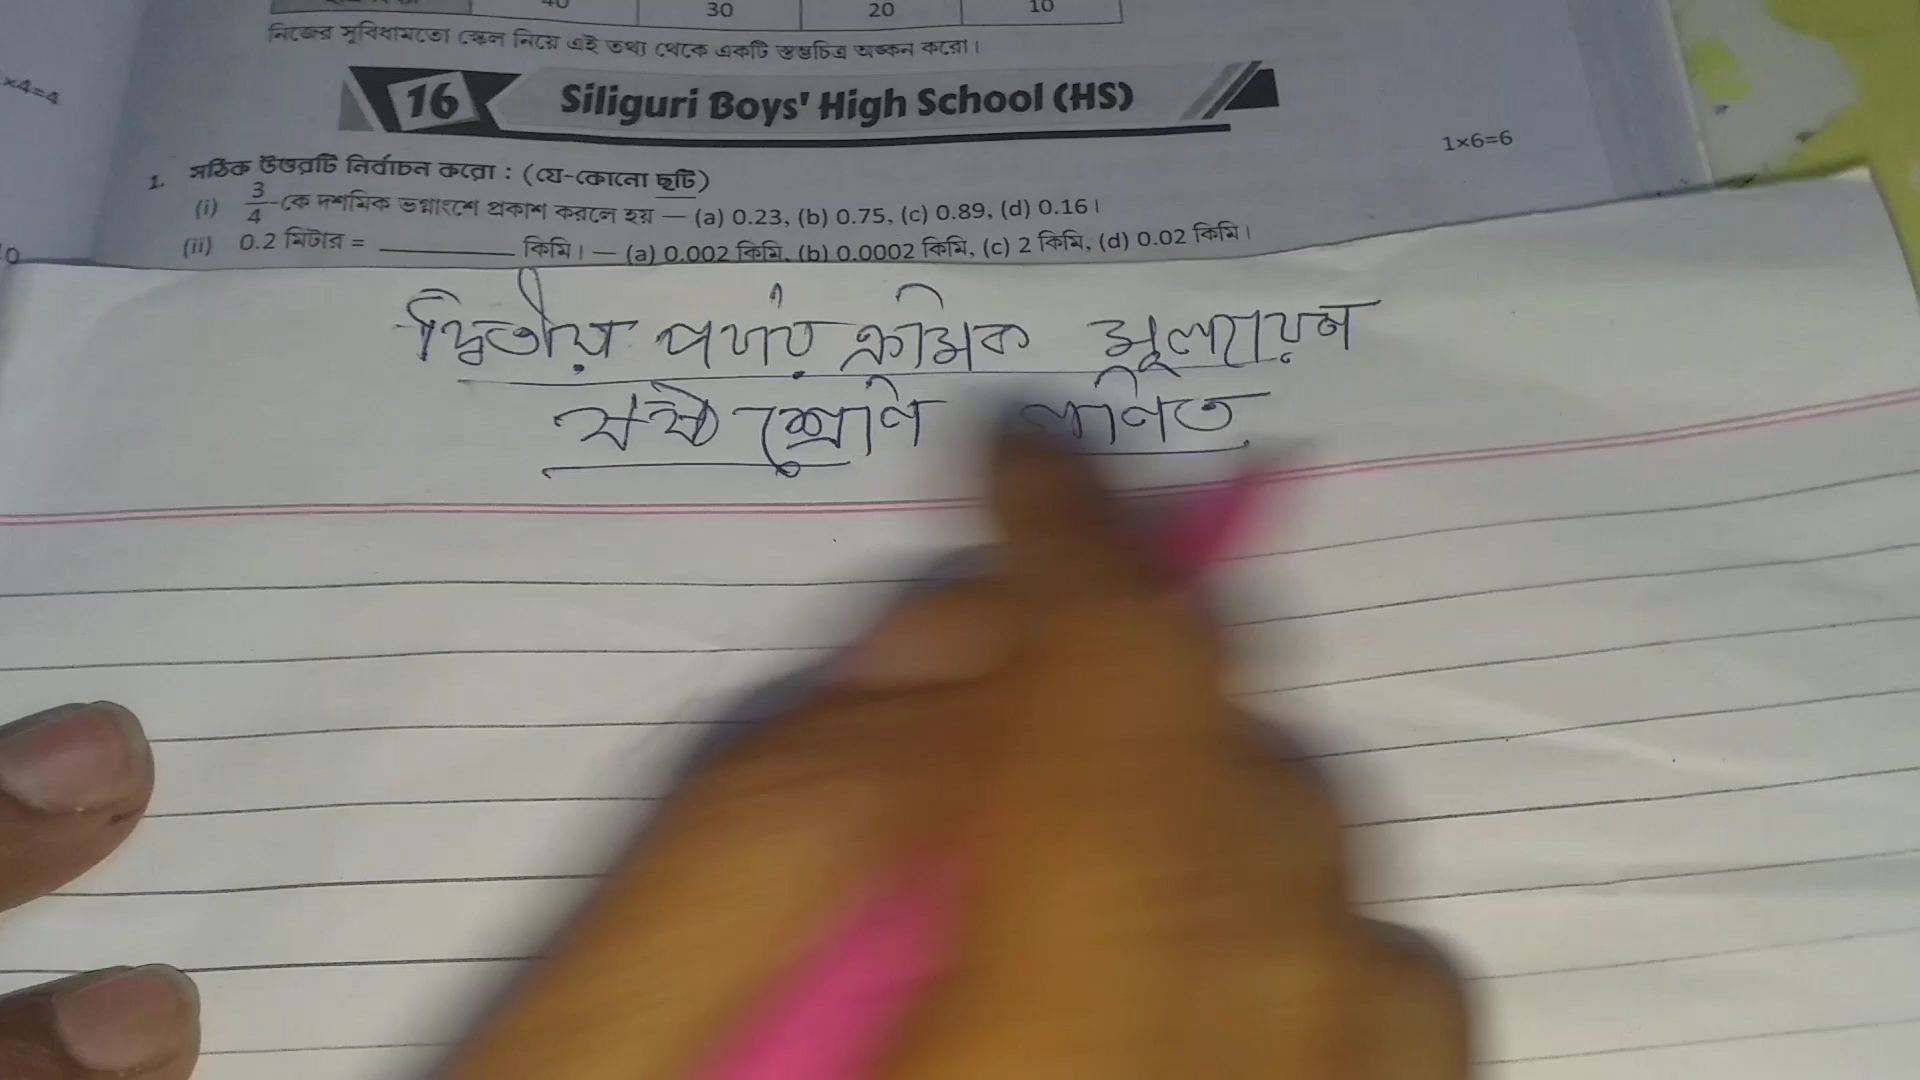 40 30 20 10
নিজের সুবিধামতো স্কেল নিয়ে এই তথ্য থেকে একটি স্তম্ভচিত্র অঙ্কন করো।
×4=4
16 Siliguri Boys' High School (HS)
1. সঠিক উত্তরটি নির্বাচন করো : (যে-কোনো ছটি) 1×6=6
(i) 3/4-কে দশমিক ভগ্নাংশে প্রকাশ করলে হয় — (a) 0.23, (b) 0.75, (c) 0.89, (d) 0.16।
(ii) 0.2 মিটার = ________ কিমি। — (a) 0.002 কিমি, (b) 0.0002 কিমি, (c) 2 কিমি, (d) 0.02 কিমি।
দ্বিতীয় পর্যায় ক্রমিক মূল্যায়ন
ষষ্ঠ শ্রেণি গণিত